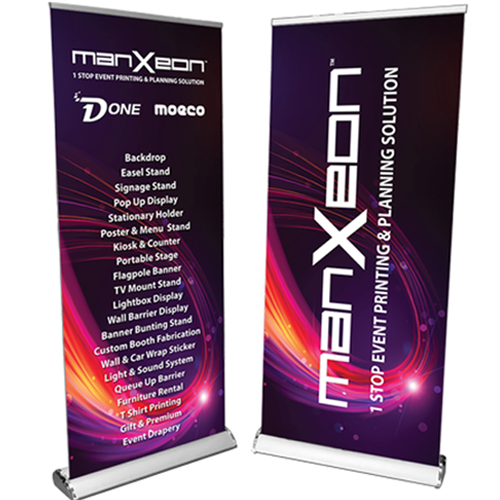 manXeon™
1 STOP EVENT PRINTING & PLANNING SOLUTION
DONE moeco
Backdrop
Easel Stand
Signage Stand
Pop Up Display
Stationary Holder
Poster & Menu Stand
Kiosk & Counter
Portable Stage
Flagpole Banner
TV Mount Stand
Lightbox Display
Wall Barrier Display
Banner Bunting Stand
Custom Booth Fabrication
Wall & Car Wrap Sticker
Light & Sound System
Queue Up Barrier
Furniture Rental
T Shirt Printing
Gift & Premium
Event Drapery
manXeon™
1 STOP EVENT PRINTING & PLANNING SOLUTION